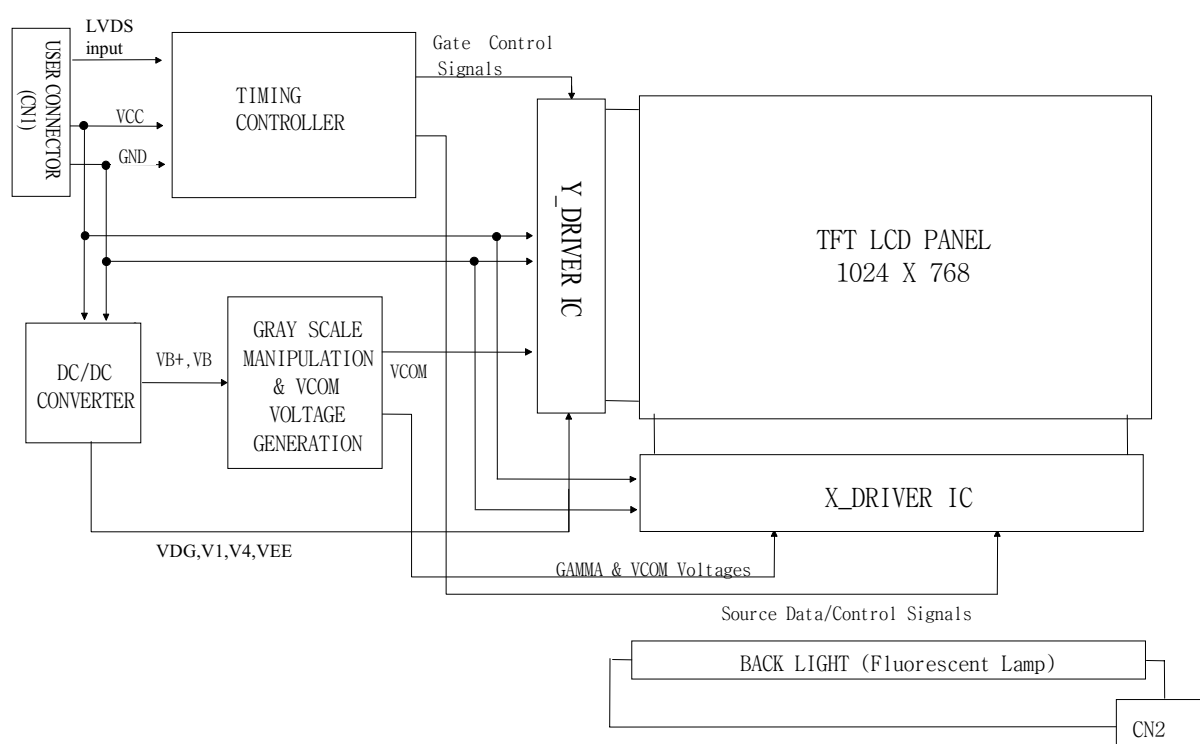 LVDS
input
USER CONNECTOR
(CN1)
VCC
GND
TIMING
CONTROLLER
Gate Control
Signals
Y_DRIVER IC
TFT LCD PANEL
1024 X 768
DC/DC
CONVERTER
VB+,VB
GRAY SCALE
MANIPULATION
& VCOM
VOLTAGE
GENERATION
VCOM
X_DRIVER IC
VDG,V1,V4,VEE
GAMMA & VCOM Voltages
Source Data/Control Signals
BACK LIGHT (Fluorescent Lamp)
CN2